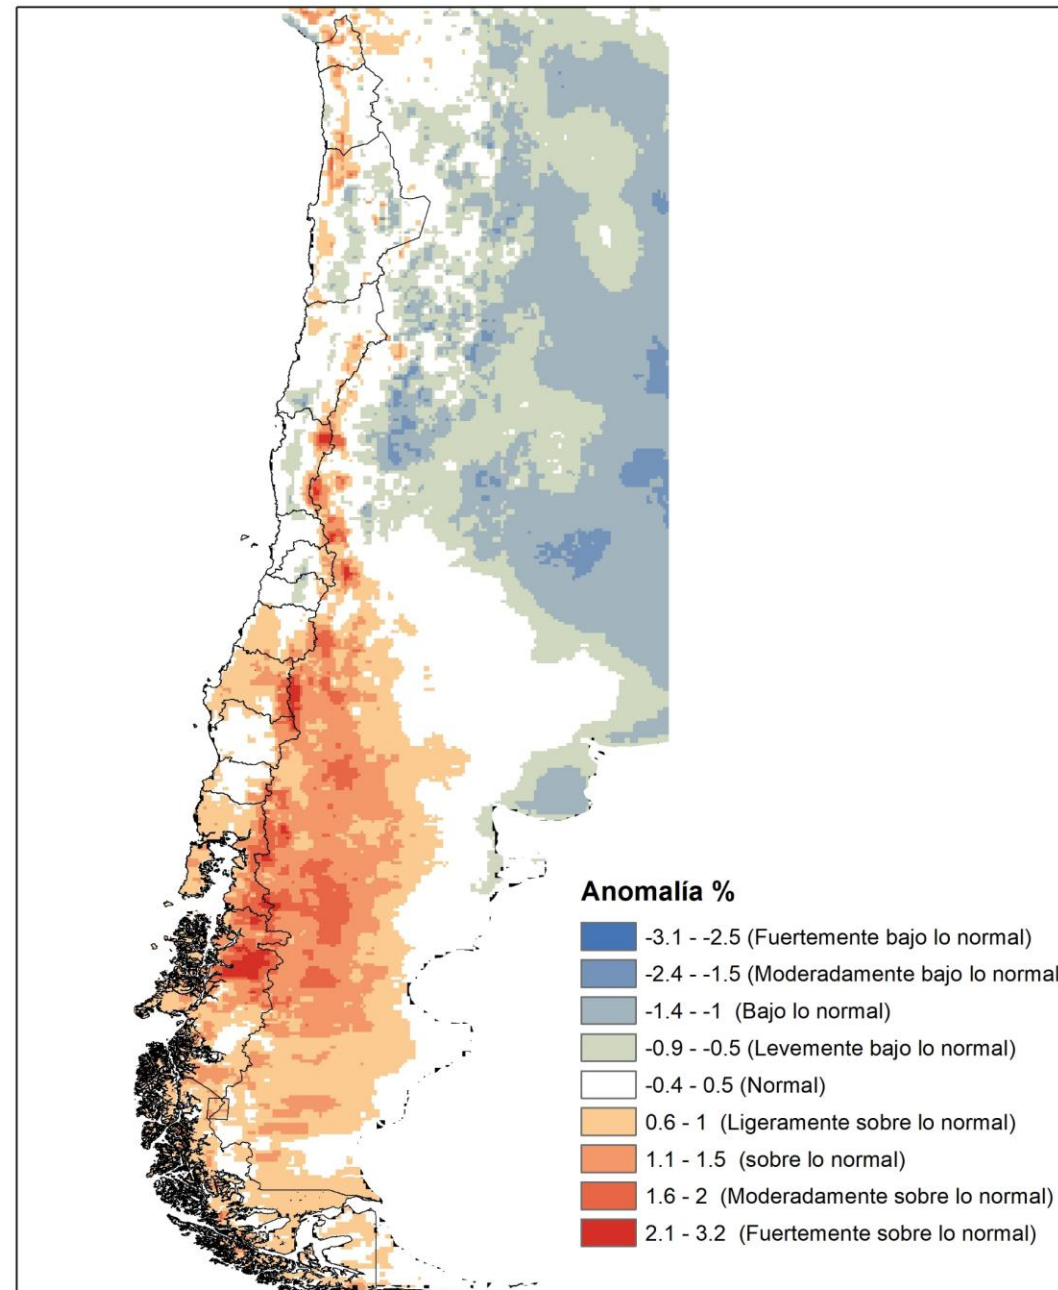 Anomalía %
-3.1 - -2.5 (Fuertemente bajo lo normal)
-2.4 - -1.5 (Moderadamente bajo lo normal
-1.4 - -1 (Bajo lo normal)
-0.9 - -0.5 (Levemente bajo lo normal)
-0.4 - 0.5 (Normal)
0.6 - 1 (Ligeramente sobre lo normal)
1.1 - 1.5 (sobre lo normal)
1.6 - 2 (Moderadamente sobre lo normal)
2.1 - 3.2 (Fuertemente sobre lo normal)